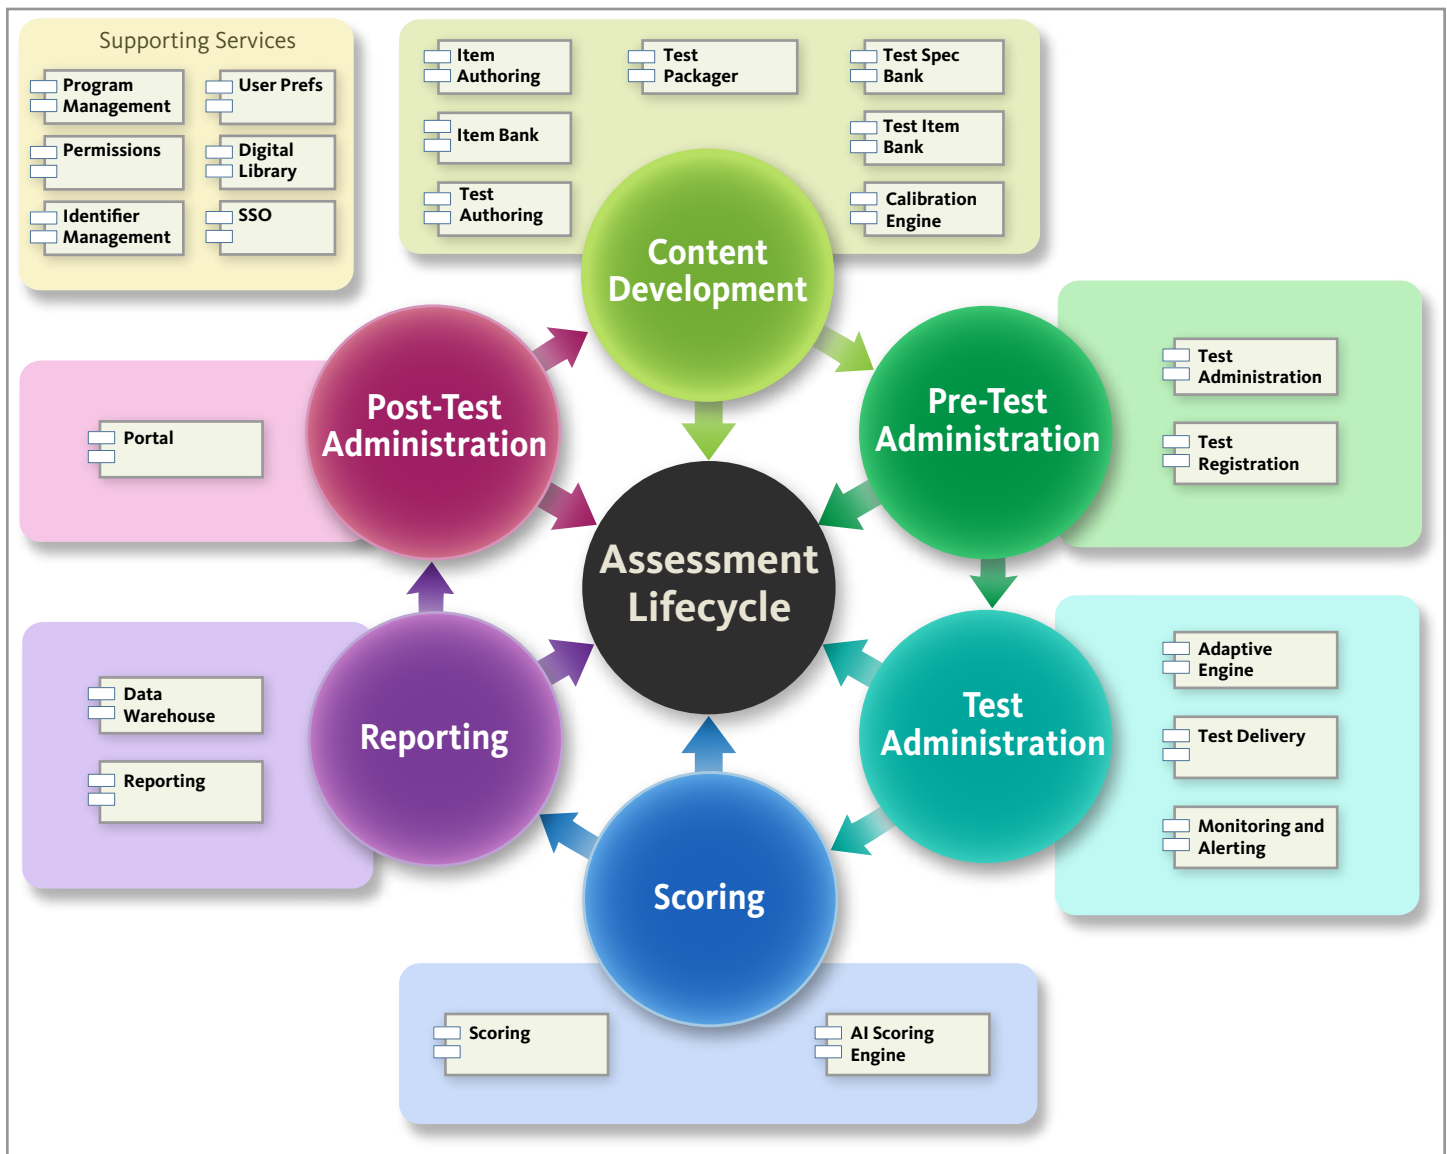 Supporting Services
Program
Management
User Prefs
Permissions
Digital
Library
Identifier
Management
SSO
Item
Authoring
Test
Packager
Test Spec
Bank
Item Bank
Test Item
Bank
Test
Authoring
Calibration
Engine
Content
Development
Post-Test
Administration
Portal
Pre-Test
Administration
Test
Administration
Test
Registration
Assessment
Lifecycle
Data
Warehouse
Reporting
Reporting
Test
Administration
Adaptive
Engine
Test Delivery
Monitoring and
Alerting
Scoring
Scoring
AI Scoring
Engine